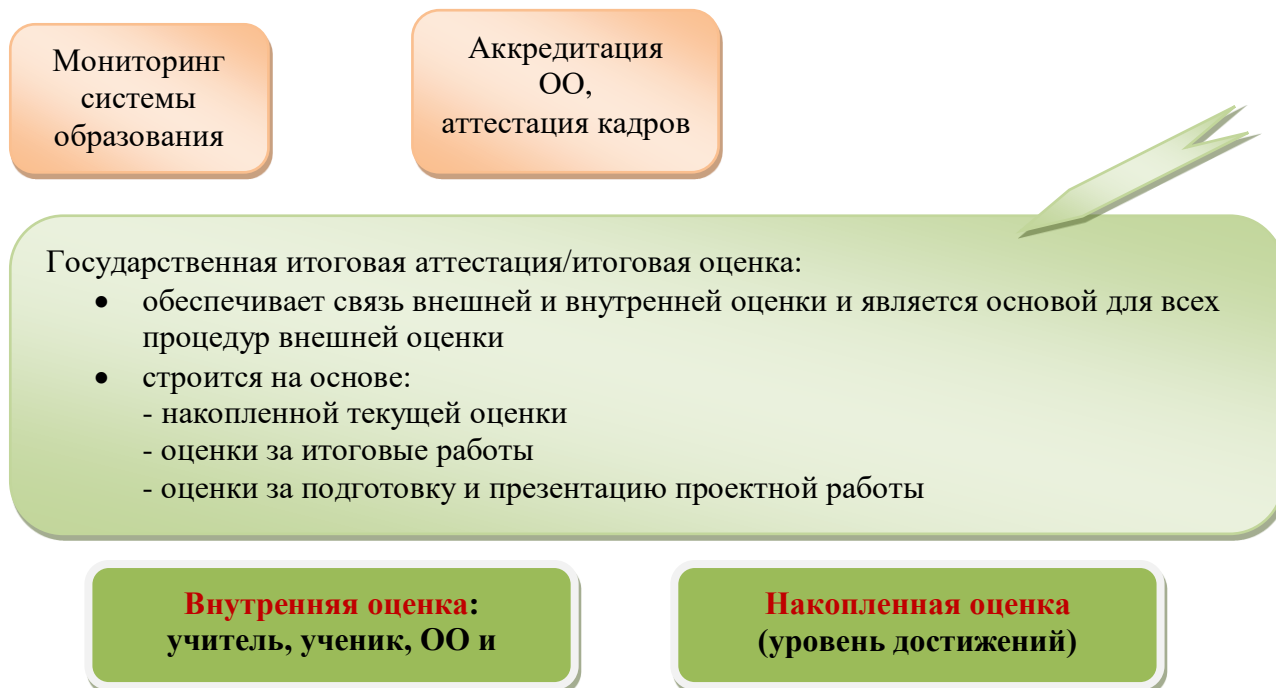 Мониторинг
системы
образования
Аккредитация
ОО,
аттестация кадров
Государственная итоговая аттестация/итоговая оценка:
• обеспечивает связь внешней и внутренней оценки и является основой для всех
процедур внешней оценки
• строится на основе:
- накопленной текущей оценки
- оценки за итоговые работы
- оценки за подготовку и презентацию проектной работы
Внутренняя оценка:
учитель, ученик, ОО и
Накопленная оценка
(уровень достижений)